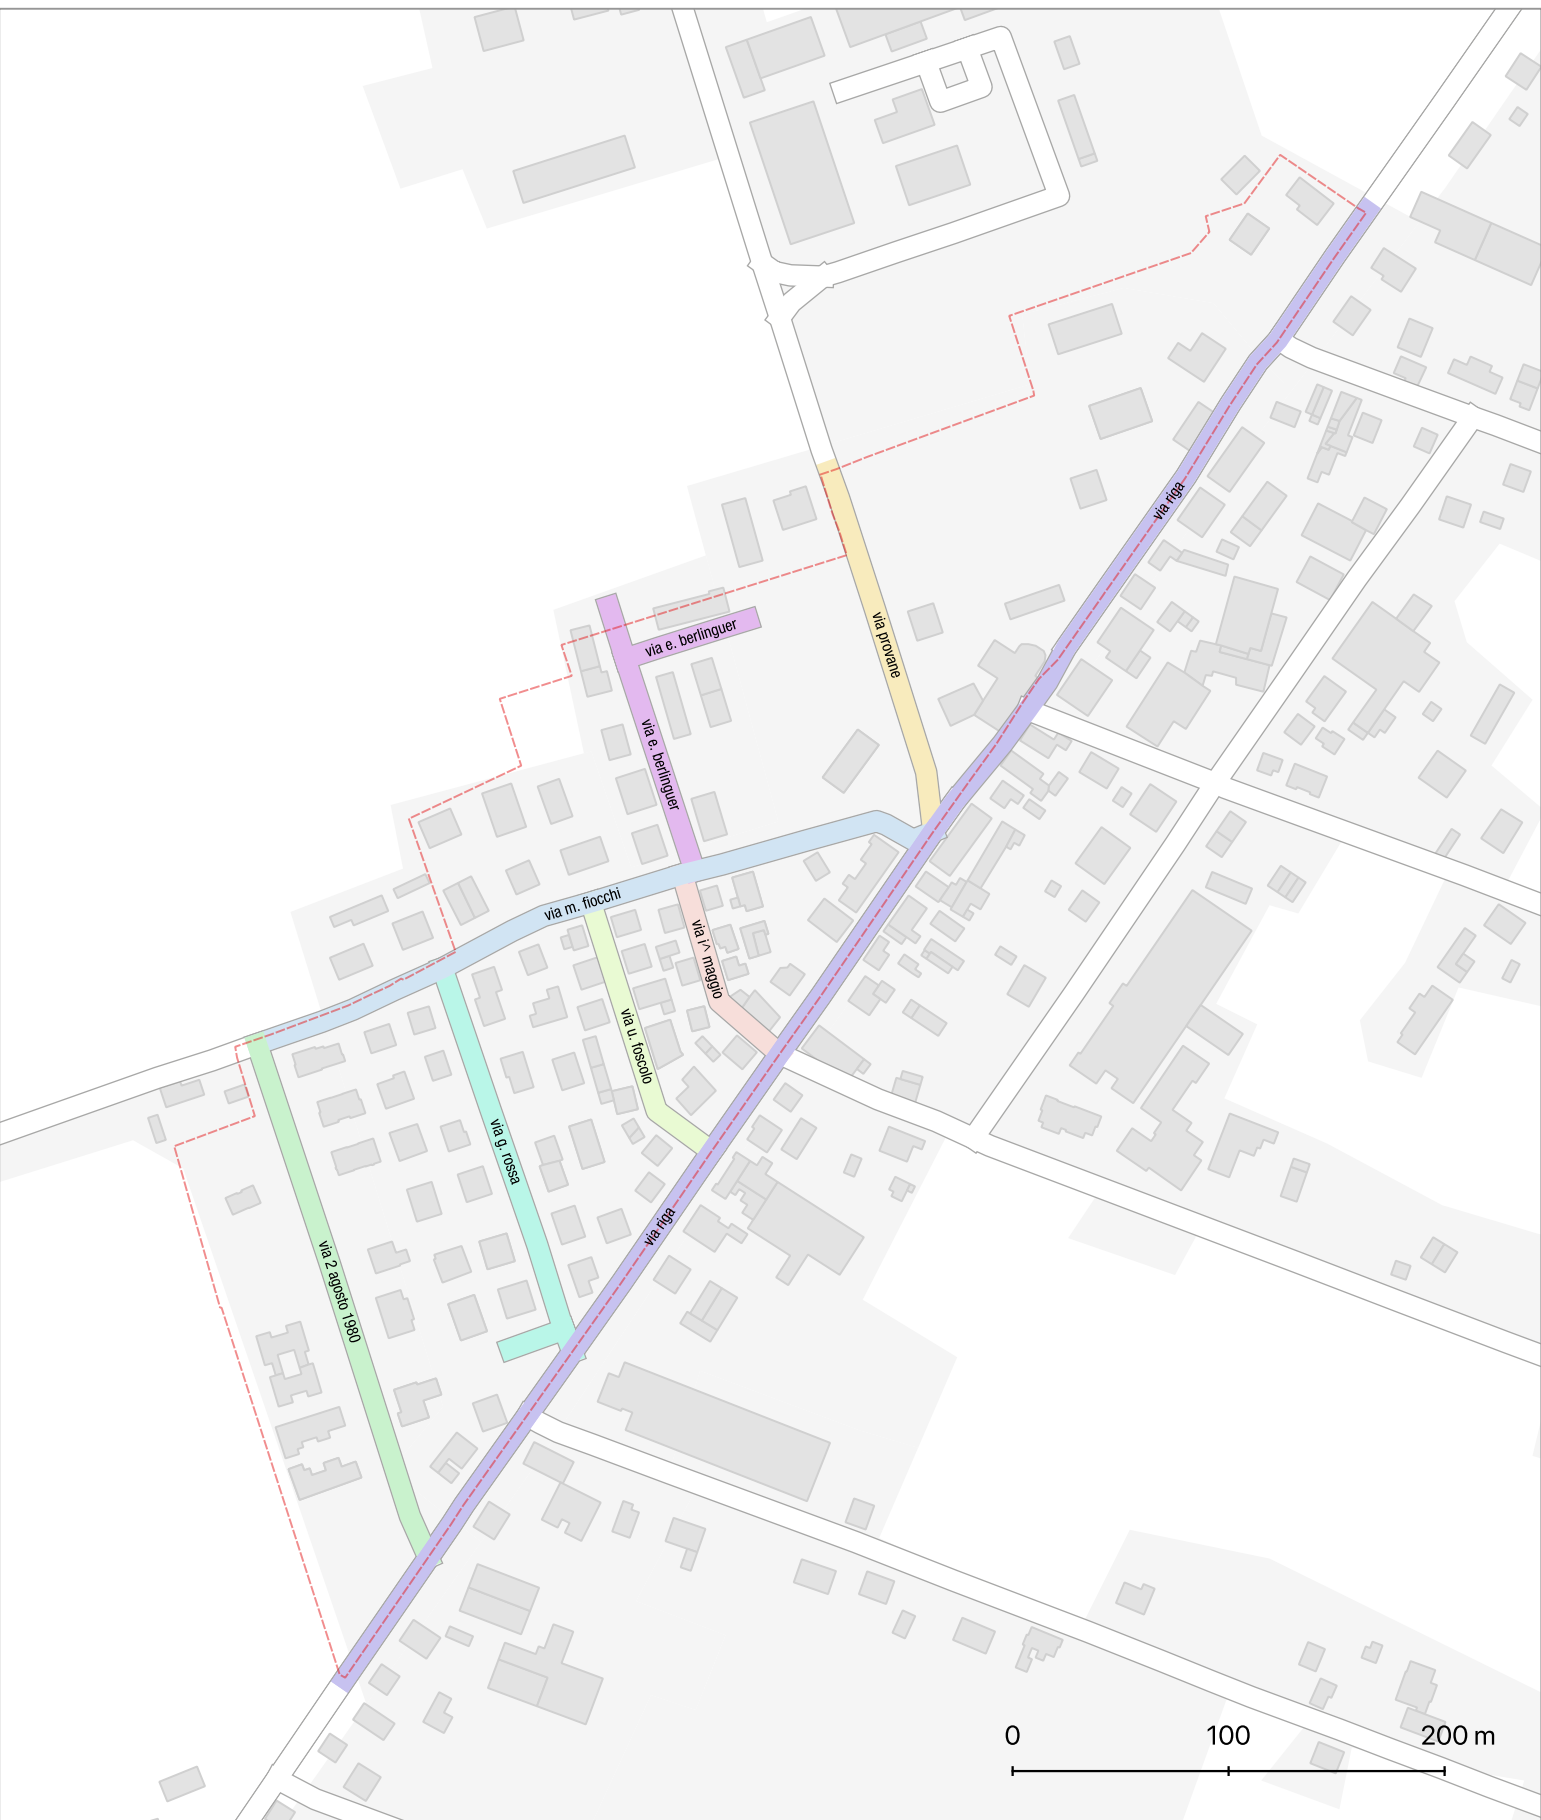 via riga
via e. berlinguer
via provane
via e. berlinguer
via m. fiocchi
via i^ maggio
via u. foscolo
via g. rossa
via riga
via 2 agosto 1980
0 100 200 m